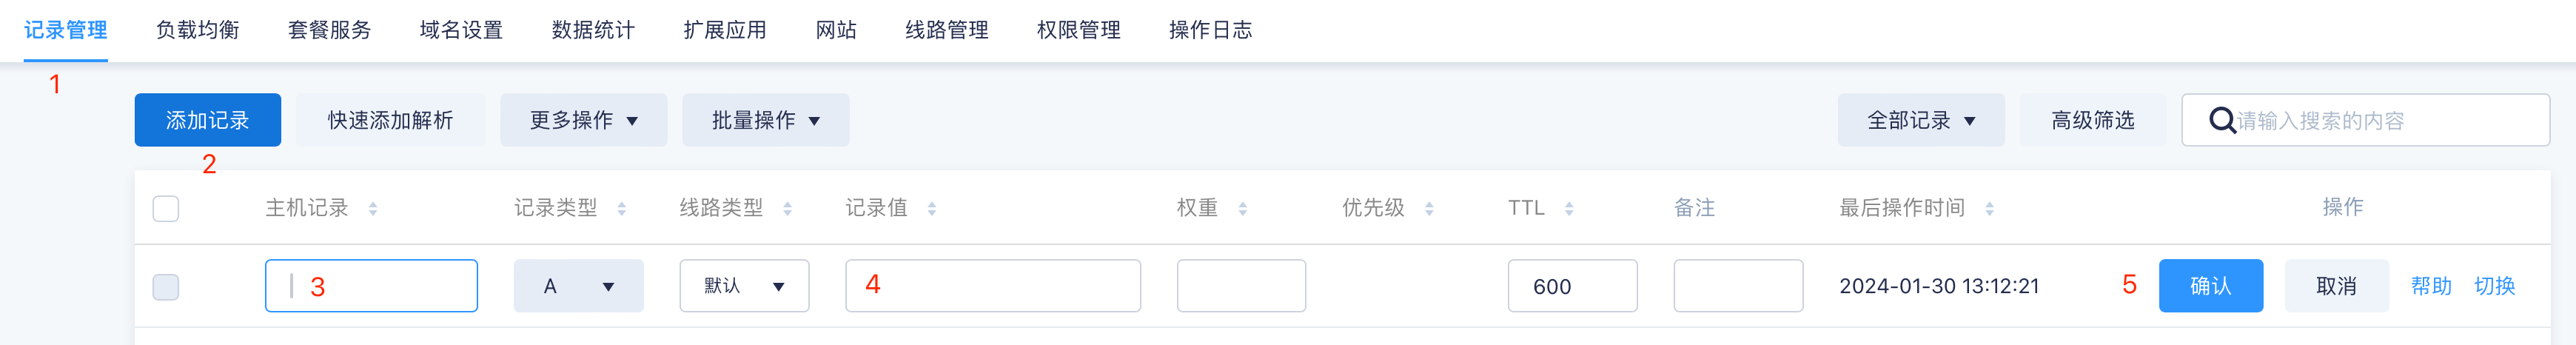 记录管理 负载均衡 套餐服务 域名设置 数据统计 扩展应用 网站 线路管理 权限管理 操作日志
1
添加记录 快速添加解析 更多操作 批量操作 全部记录 高级筛选 请输入搜索的内容
2
主机记录 记录类型 线路类型 记录值 权重 优先级 TTL 备注 最后操作时间 操作
3 A 默认 4 600 2024-01-30 13:12:21 5 确认 取消 帮助 切换